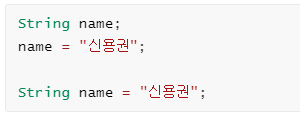 String name;
name = "신용권";
String name = "신용권";